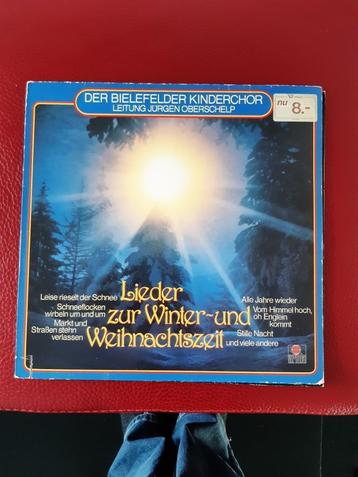 DER BIELEFELDER KINDERCHOR
LEITUNG JÜRGEN OBERSCHELP
nu 8.-
Lieder
zur Winter-und
Weihnachtszeit
Leise rieselt der Schnee
Schneeflocken
wirbeln um und um
Markt und
Straßen stehn
verlassen
Alle Jahre wieder
Vom Himmel hoch,
oh Englein
kommt
Stille Nacht
und viele andere